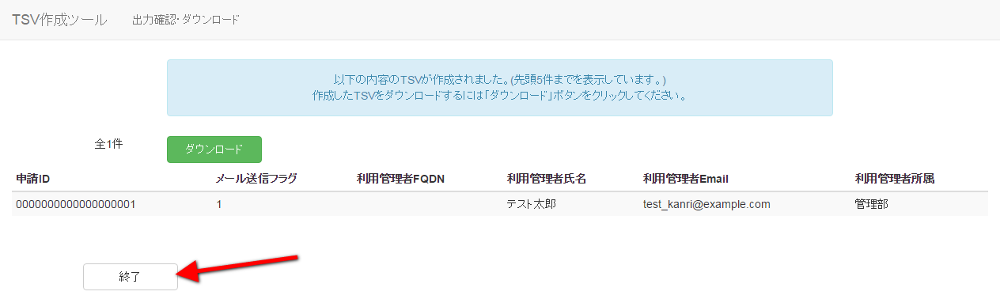 TSV作成ツール 出力確認・ダウンロード
以下の内容のTSVが作成されました。(先頭5件までを表示しています。)
作成したTSVをダウンロードするには「ダウンロード」ボタンをクリックしてください。
全1件 ダウンロード
申請ID メール送信フラグ 利用管理者FQDN 利用管理者氏名 利用管理者Email 利用管理者所属
0000000000000000001 1 テスト太郎 test_kanri@example.com 管理部
終了